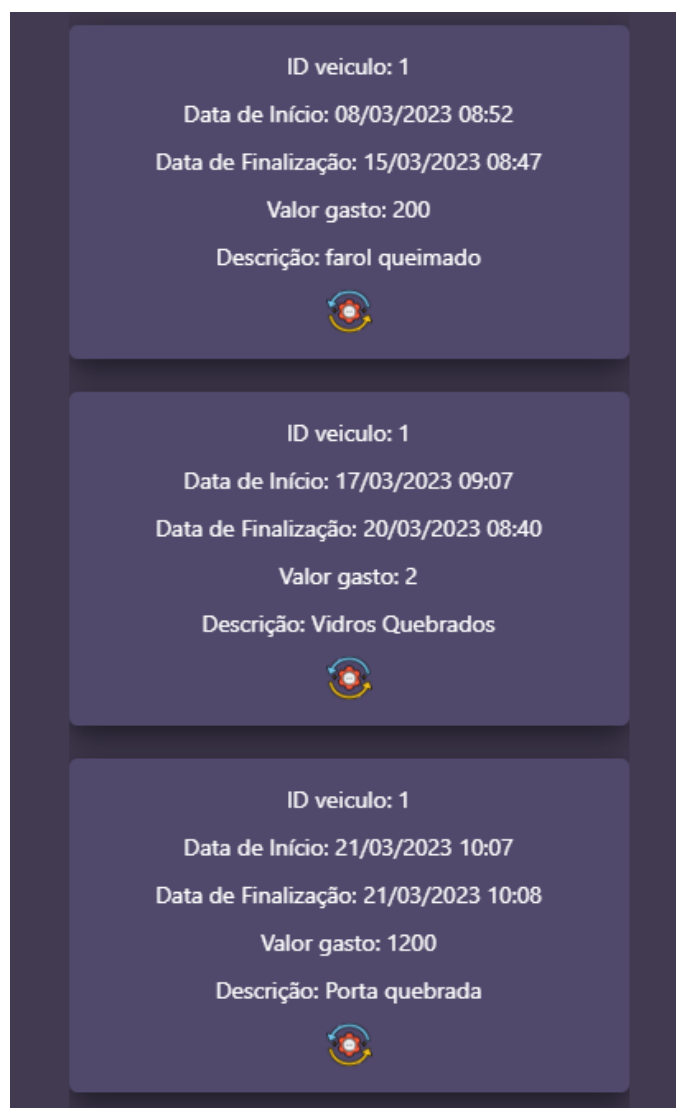 ID veiculo: 1
Data de Início: 08/03/2023 08:52
Data de Finalização: 15/03/2023 08:47
Valor gasto: 200
Descrição: farol queimado
ID veiculo: 1
Data de Início: 17/03/2023 09:07
Data de Finalização: 20/03/2023 08:40
Valor gasto: 2
Descrição: Vidros Quebrados
ID veiculo: 1
Data de Início: 21/03/2023 10:07
Data de Finalização: 21/03/2023 10:08
Valor gasto: 1200
Descrição: Porta quebrada